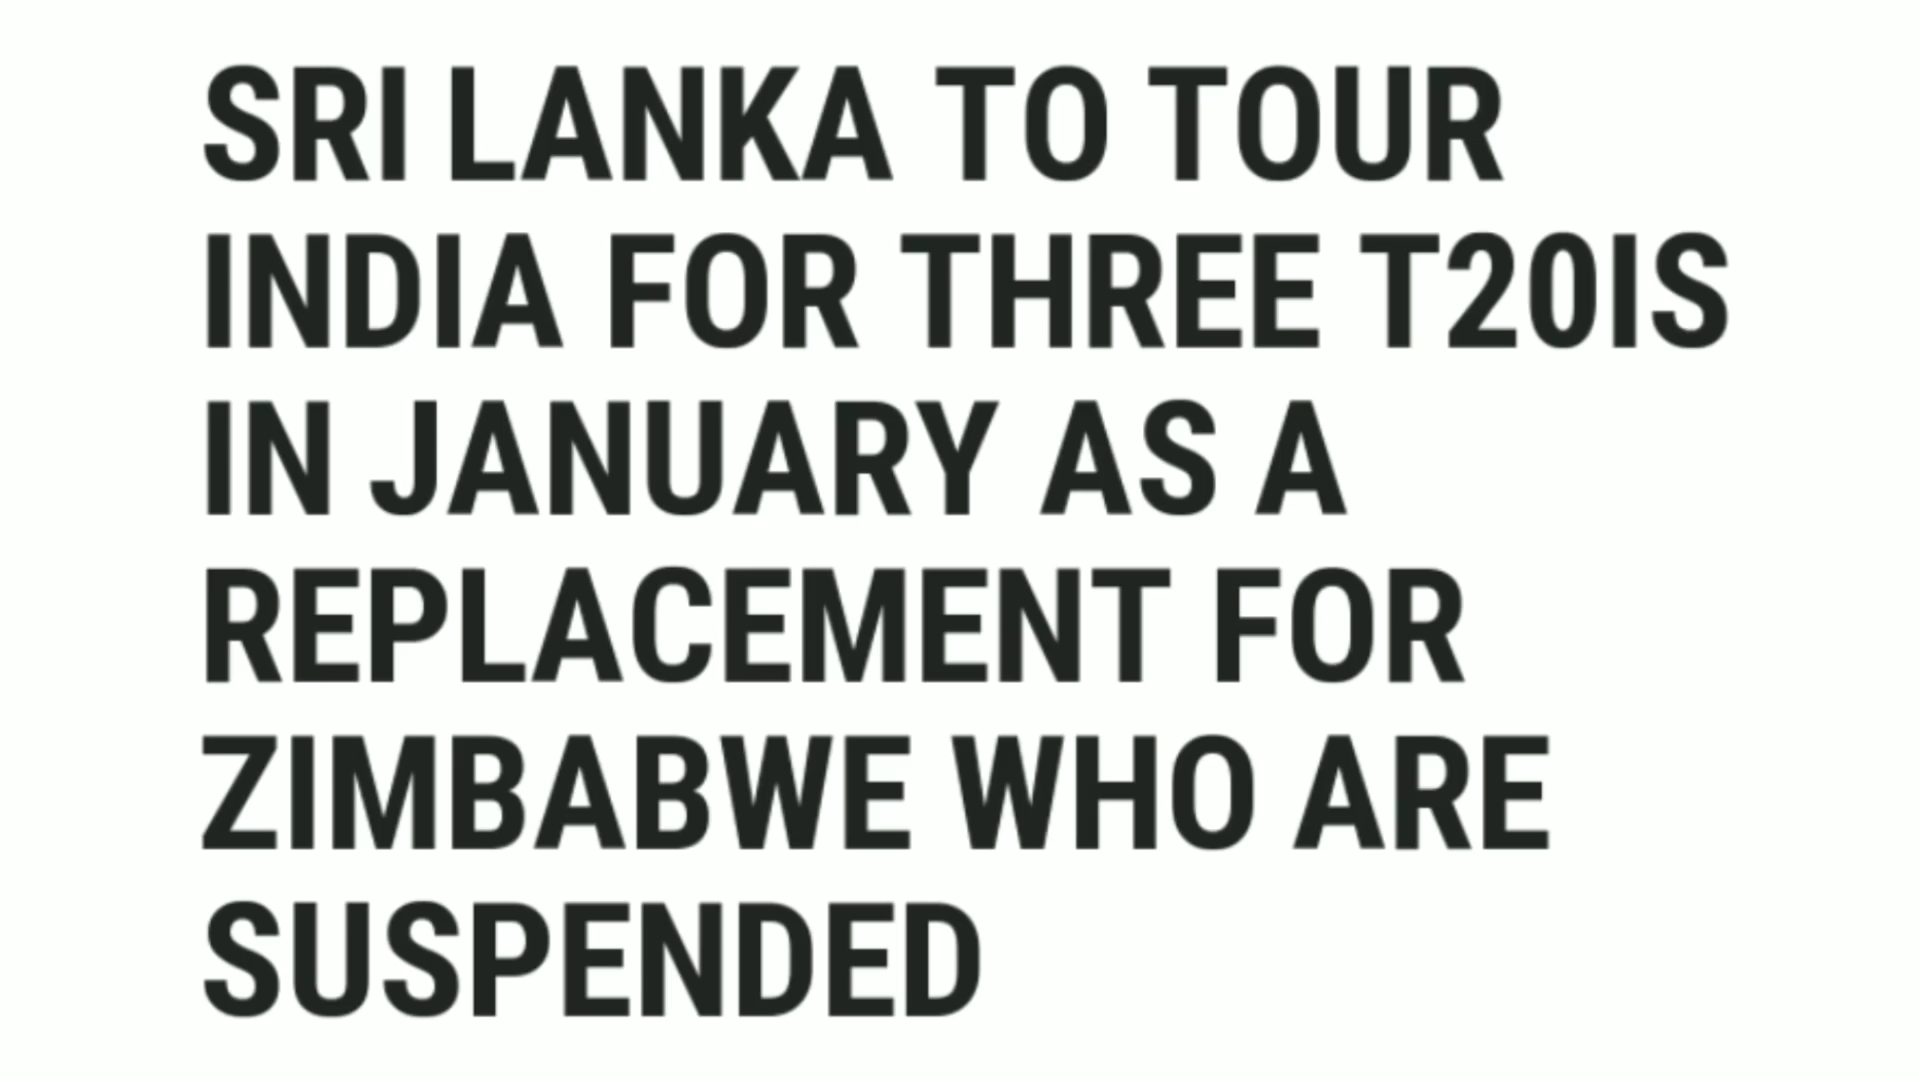 SRI LANKA TO TOUR
INDIA FOR THREE T20IS
IN JANUARY AS A
REPLACEMENT FOR
ZIMBABWE WHO ARE
SUSPENDED